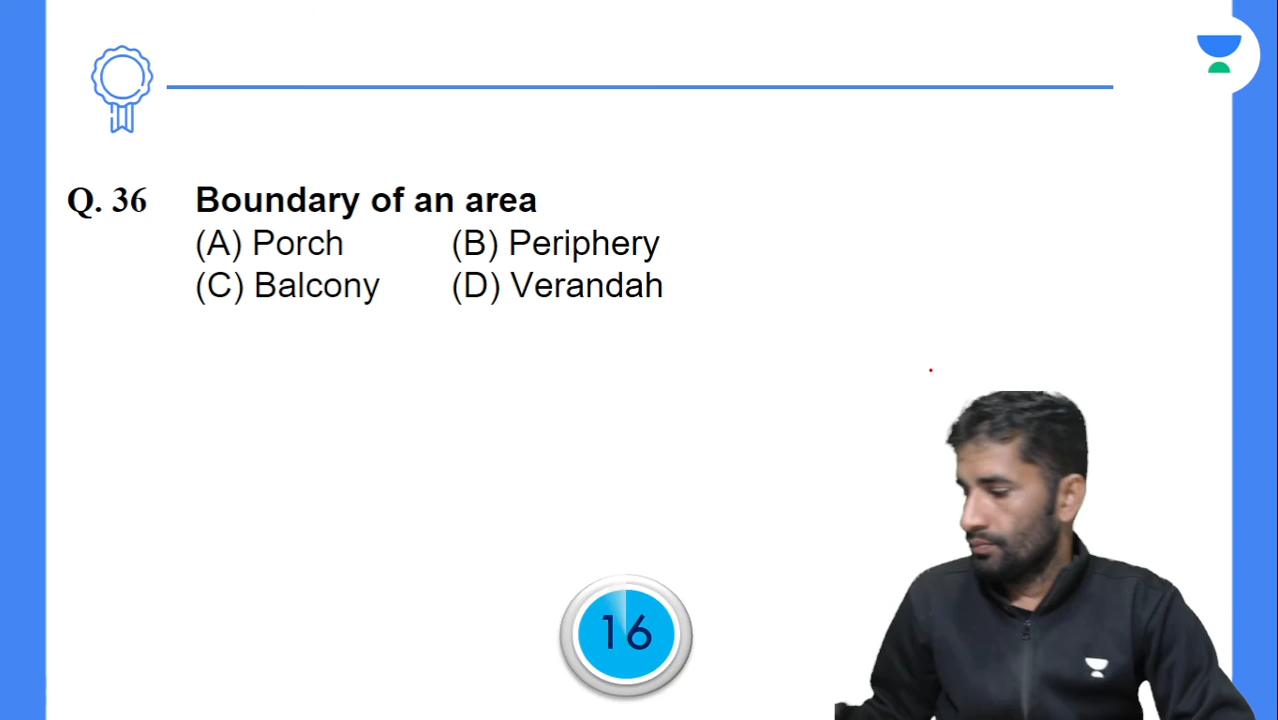 Q. 36 Boundary of an area
(A) Porch (B) Periphery
(C) Balcony (D) Verandah
16